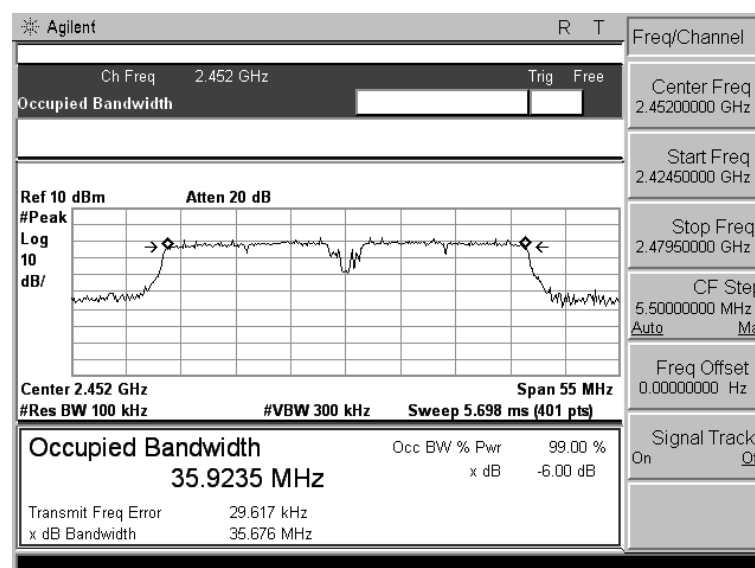 Agilent R T
Freq/Channel
Ch Freq 2.452 GHz Trig Free
Occupied Bandwidth
Center Freq
2.45200000 GHz
Start Freq
2.42450000 GHz
Ref 10 dBm Atten 20 dB
#Peak
Log
10
dB/
Stop Freq
2.47950000 GHz
CF Step
5.50000000 MHz
Auto Ma
Center 2.452 GHz Span 55 MHz
#Res BW 100 kHz #VBW 300 kHz Sweep 5.698 ms (401 pts)
Freq Offset
0.00000000 Hz
Occupied Bandwidth Occ BW % Pwr 99.00 %
35.9235 MHz x dB -6.00 dB
Transmit Freq Error 29.617 kHz
x dB Bandwidth 35.676 MHz
Signal Track
On